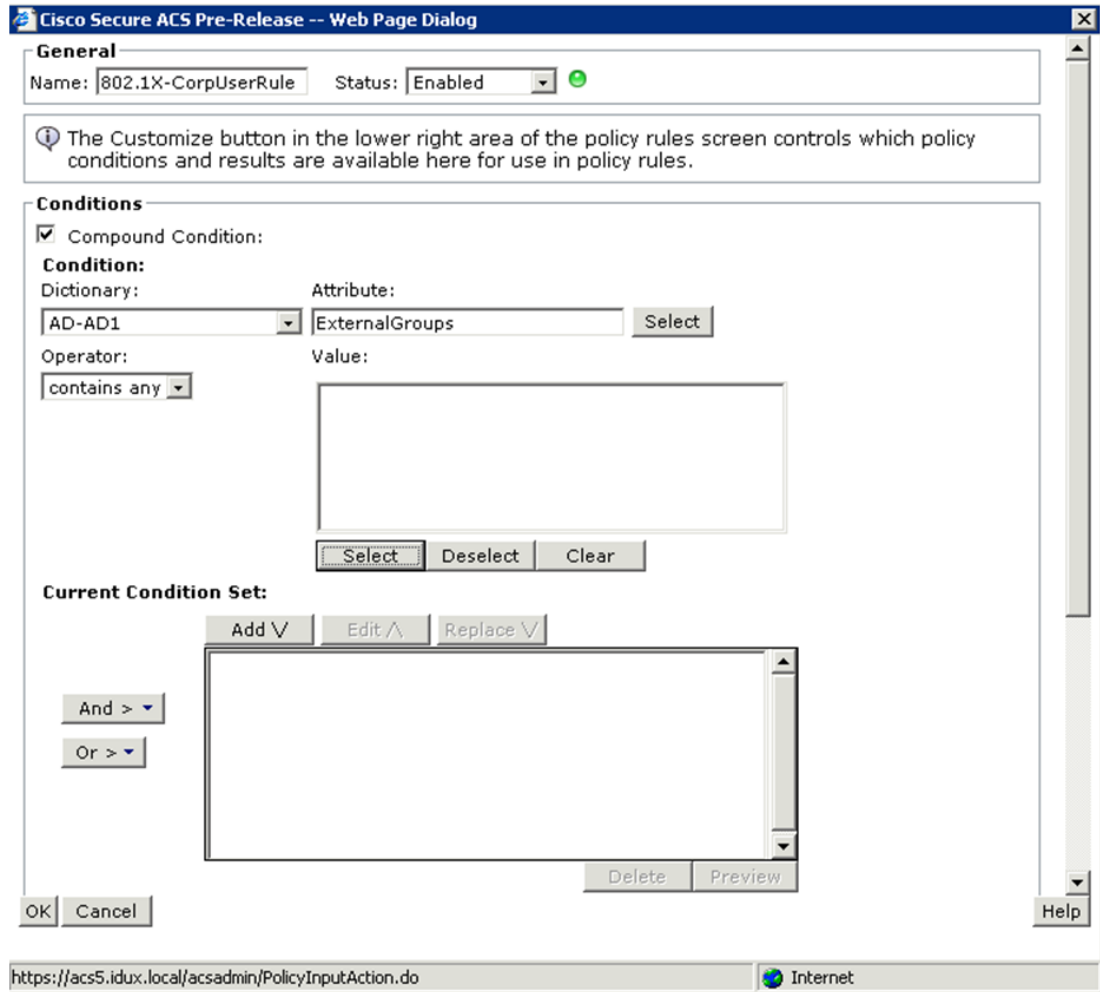 Cisco Secure ACS Pre-Release -- Web Page Dialog
General
Name: 802.1X-CorpUserRule Status: Enabled
The Customize button in the lower right area of the policy rules screen controls which policy
conditions and results are available here for use in policy rules.
Conditions
Compound Condition:
Condition:
Dictionary: Attribute:
AD-AD1 ExternalGroups Select
Operator: Value:
contains any
Select Deselect Clear
Current Condition Set:
Add V Edit Λ Replace V
And >
Or >
Delete Preview
OK Cancel Help
https://acs5.idux.local/acsadmin/PolicyInputAction.do Internet